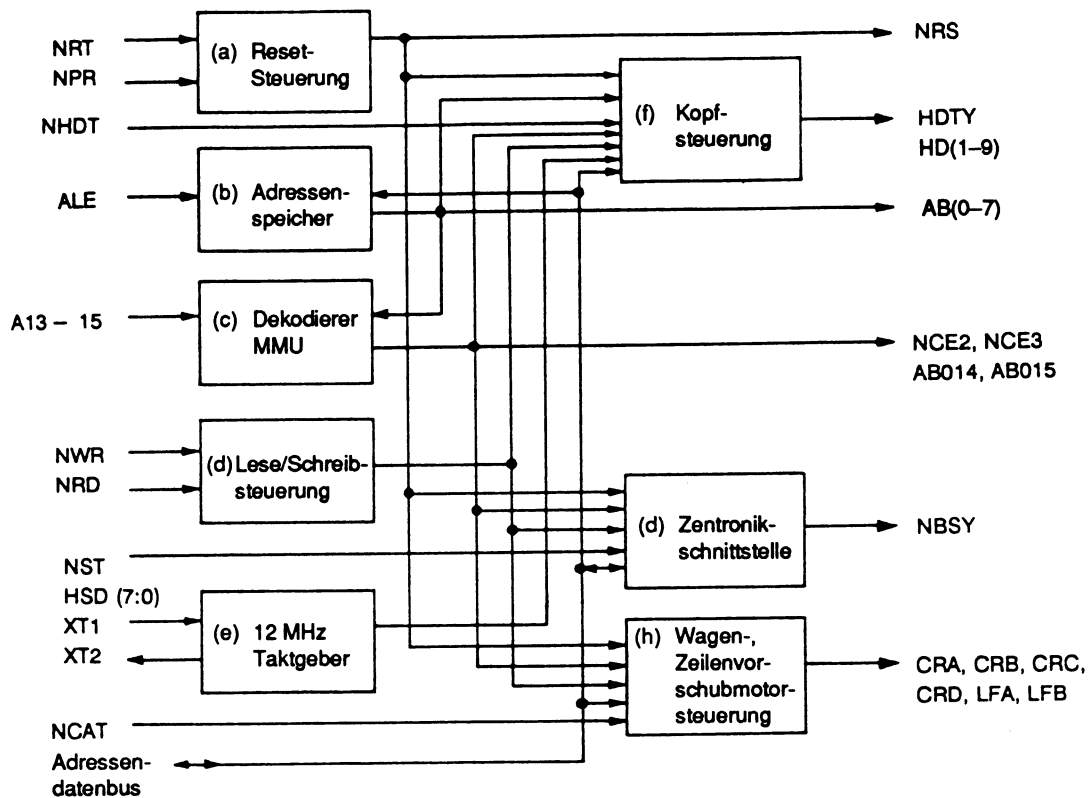 NRT
NPR
(a) Reset-
Steuerung
NRS
NHDT
(f) Kopf-
steuerung
HDTY
HD(1–9)
ALE
(b) Adressen-
speicher
AB(0–7)
A13 – 15
(c) Dekodierer
MMU
NCE2, NCE3
AB014, AB015
NWR
NRD
(d) Lese/Schreib-
steuerung
(d) Zentronik-
schnittstelle
NBSY
NST
HSD (7:0)
XT1
XT2
(e) 12 MHz
Taktgeber
(h) Wagen-,
Zeilenvor-
schubmotor-
steuerung
CRA, CRB, CRC,
CRD, LFA, LFB
NCAT
Adressen-
datenbus